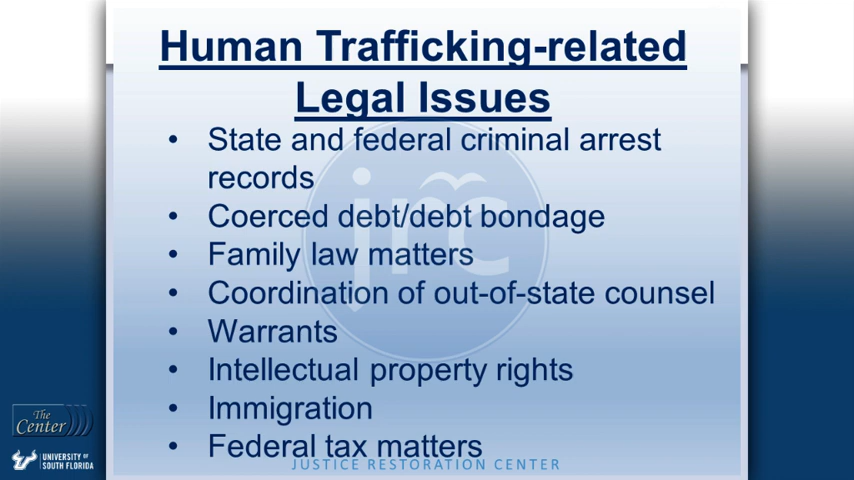 Human Trafficking-related
Legal Issues
• State and federal criminal arrest
records
• Coerced debt/debt bondage
• Family law matters
• Coordination of out-of-state counsel
• Warrants
• Intellectual property rights
• Immigration
• Federal tax matters
JUSTICE RESTORATION CENTER
jrc
The
Center
UNIVERSITY of
SOUTH FLORIDA